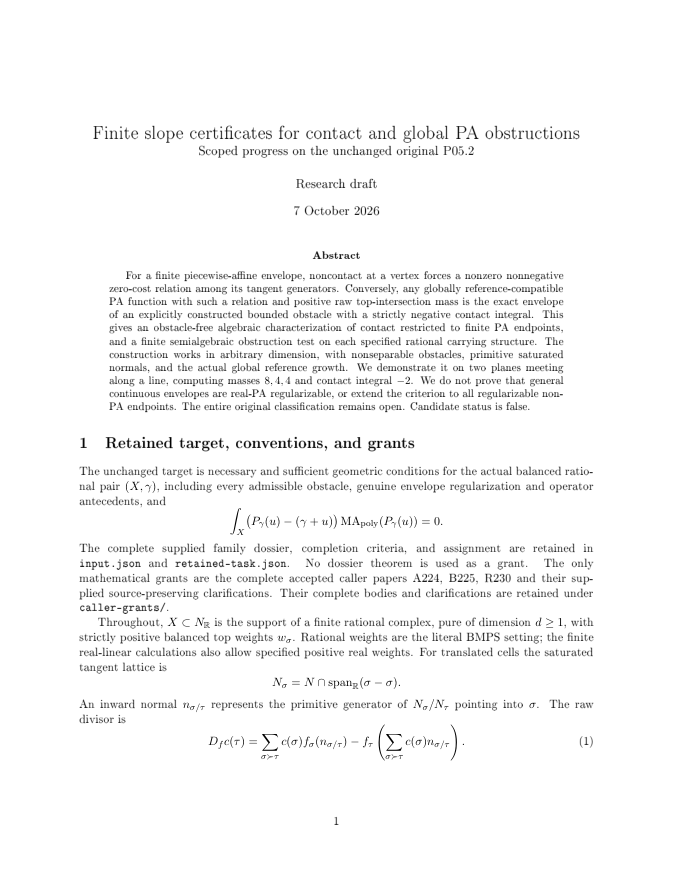 Finite slope certificates for contact and global PA obstructions
Scoped progress on the unchanged original P05.2
Research draft
7 October 2026
Abstract
For a finite piecewise-affine envelope, noncontact at a vertex forces a nonzero nonnegative
zero-cost relation among its tangent generators. Conversely, any globally reference-compatible
PA function with such a relation and positive raw top-intersection mass is the exact envelope
of an explicitly constructed bounded obstacle with a strictly negative contact integral. This
gives an obstacle-free algebraic characterization of contact restricted to finite PA endpoints,
and a finite semialgebraic obstruction test on each specified rational carrying structure. The
construction works in arbitrary dimension, with nonseparable obstacles, primitive saturated
normals, and the actual global reference growth. We demonstrate it on two planes meeting
along a line, computing masses 8, 4, 4 and contact integral −2. We do not prove that general
continuous envelopes are real-PA regularizable, or extend the criterion to all regularizable non-
PA endpoints. The entire original classification remains open. Candidate status is false.
1 Retained target, conventions, and grants
The unchanged target is necessary and sufficient geometric conditions for the actual balanced ratio-
nal pair (X, γ), including every admissible obstacle, genuine envelope regularization and operator
antecedents, and
∫_X (P_γ(u) − (γ + u)) MA_poly(P_γ(u)) = 0.
The complete supplied family dossier, completion criteria, and assignment are retained in
input.json and retained-task.json. No dossier theorem is used as a grant. The only
mathematical grants are the complete accepted caller papers A224, B225, R230 and their sup-
plied source-preserving clarifications. Their complete bodies and clarifications are retained under
caller-grants/.
Throughout, X ⊂ N_ℝ is the support of a finite rational complex, pure of dimension d ≥ 1, with
strictly positive balanced top weights w_σ. Rational weights are the literal BMPS setting; the finite
real-linear calculations also allow specified positive real weights. For translated cells the saturated
tangent lattice is
N_σ = N ∩ span_ℝ(σ − σ).
An inward normal n_{σ/τ} represents the primitive generator of N_σ/N_τ pointing into σ. The raw
divisor is
D_f c(τ) = ∑_{σ≻τ} c(σ)f_σ(n_{σ/τ}) − f_τ (∑_{σ≻τ} c(σ)n_{σ/τ}). (1)
1